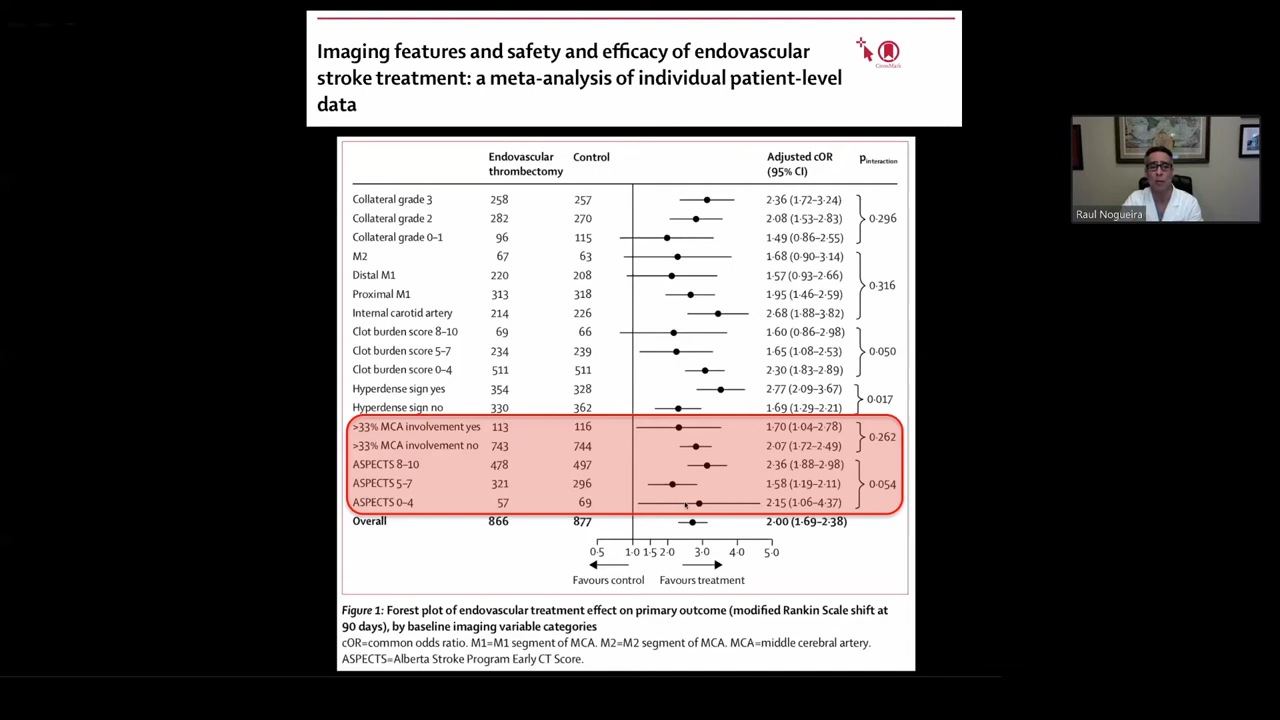 Imaging features and safety and efficacy of endovascular
stroke treatment: a meta-analysis of individual patient-level
data
CrossMark
Raul Nogueira
Endovascular thrombectomy Control Adjusted cOR (95% CI) Pinteraction
Collateral grade 3 258 257 2·36 (1·72–3·24)
Collateral grade 2 282 270 2·08 (1·53–2·83) 0·296
Collateral grade 0–1 96 115 1·49 (0·86–2·55)
M2 67 63 1·68 (0·90–3·14)
Distal M1 220 208 1·57 (0·93–2·66)
Proximal M1 313 318 1·95 (1·46–2·59) 0·316
Internal carotid artery 214 226 2·68 (1·88–3·82)
Clot burden score 8–10 69 66 1·60 (0·86–2·98)
Clot burden score 5–7 234 239 1·65 (1·08–2·53) 0·050
Clot burden score 0–4 511 511 2·30 (1·83–2·89)
Hyperdense sign yes 354 328 2·77 (2·09–3·67) 0·017
Hyperdense sign no 330 362 1·69 (1·29–2·21)
>33% MCA involvement yes 113 116 1·70 (1·04–2·78) 0·262
>33% MCA involvement no 743 744 2·07 (1·72–2·49)
ASPECTS 8–10 478 497 2·36 (1·88–2·98)
ASPECTS 5–7 321 296 1·58 (1·19–2·11) 0·054
ASPECTS 0–4 57 69 2·15 (1·06–4·37)
Overall 866 877 2·00 (1·69–2·38)
0·5 1·0 1·5 2·0 3·0 4·0 5·0
Favours control Favours treatment
Figure 1: Forest plot of endovascular treatment effect on primary outcome (modified Rankin Scale shift at
90 days), by baseline imaging variable categories
cOR=common odds ratio. M1=M1 segment of MCA. M2=M2 segment of MCA. MCA=middle cerebral artery.
ASPECTS=Alberta Stroke Program Early CT Score.